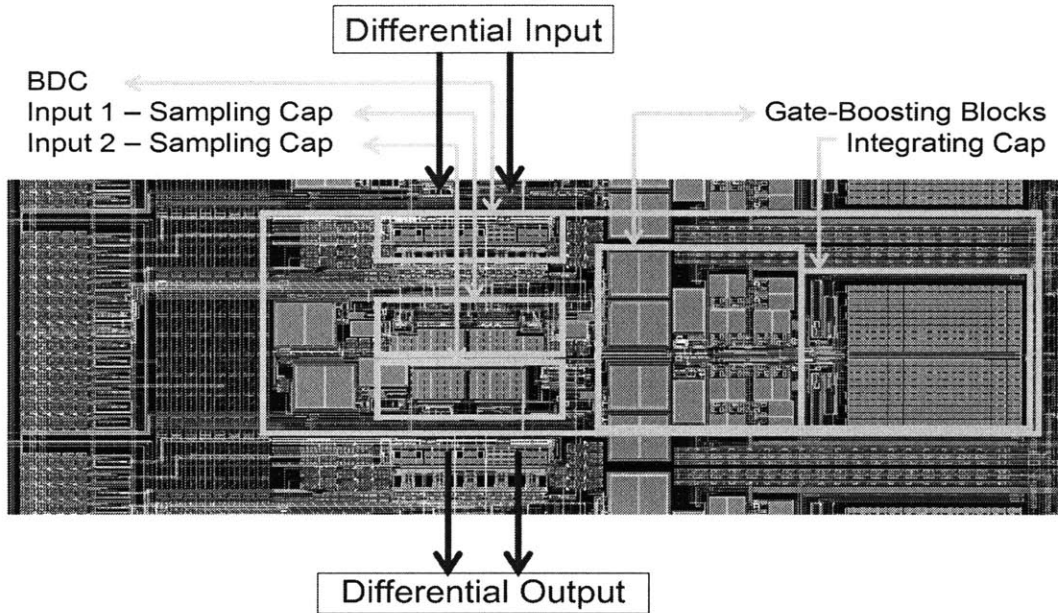 Differential Input
BDC
Input 1 – Sampling Cap
Input 2 – Sampling Cap
Gate-Boosting Blocks
Integrating Cap
Differential Output